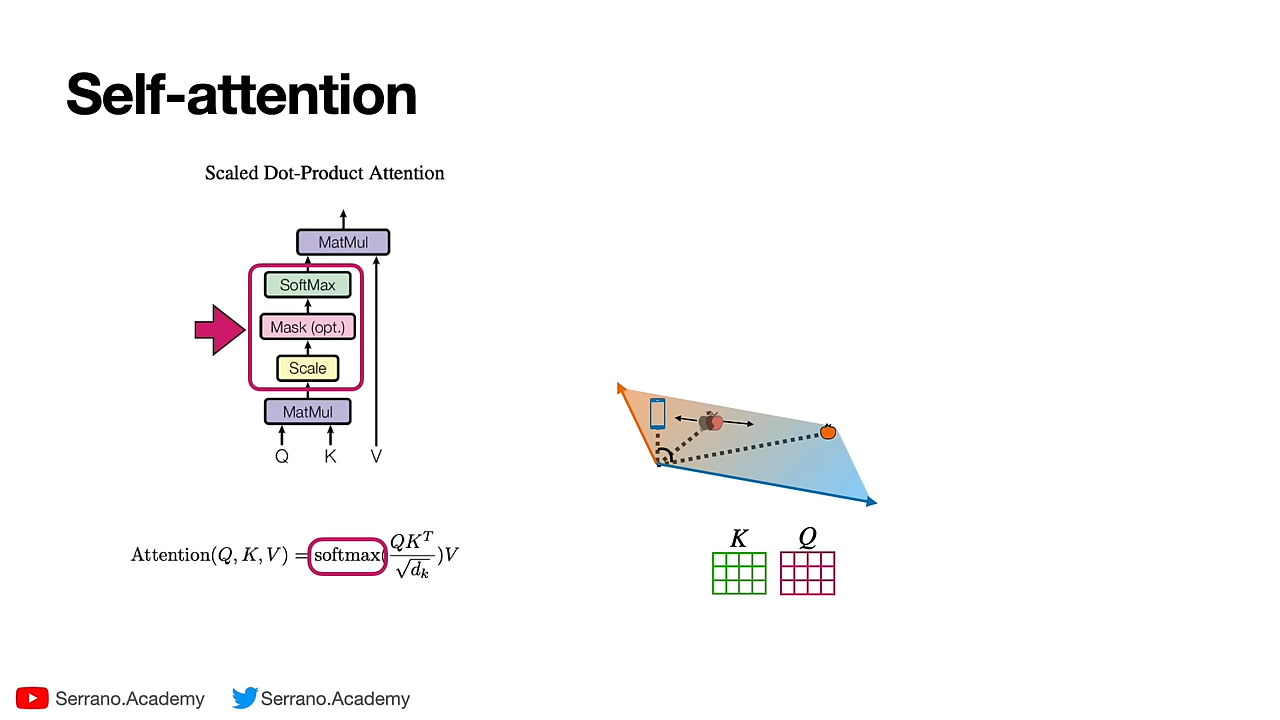 Self-attention
Scaled Dot-Product Attention
MatMul
SoftMax
Mask (opt.)
Scale
MatMul
Q K V
Attention(Q, K, V) = softmax(QK^T / √d_k)V
K Q
Serrano.Academy Serrano.Academy